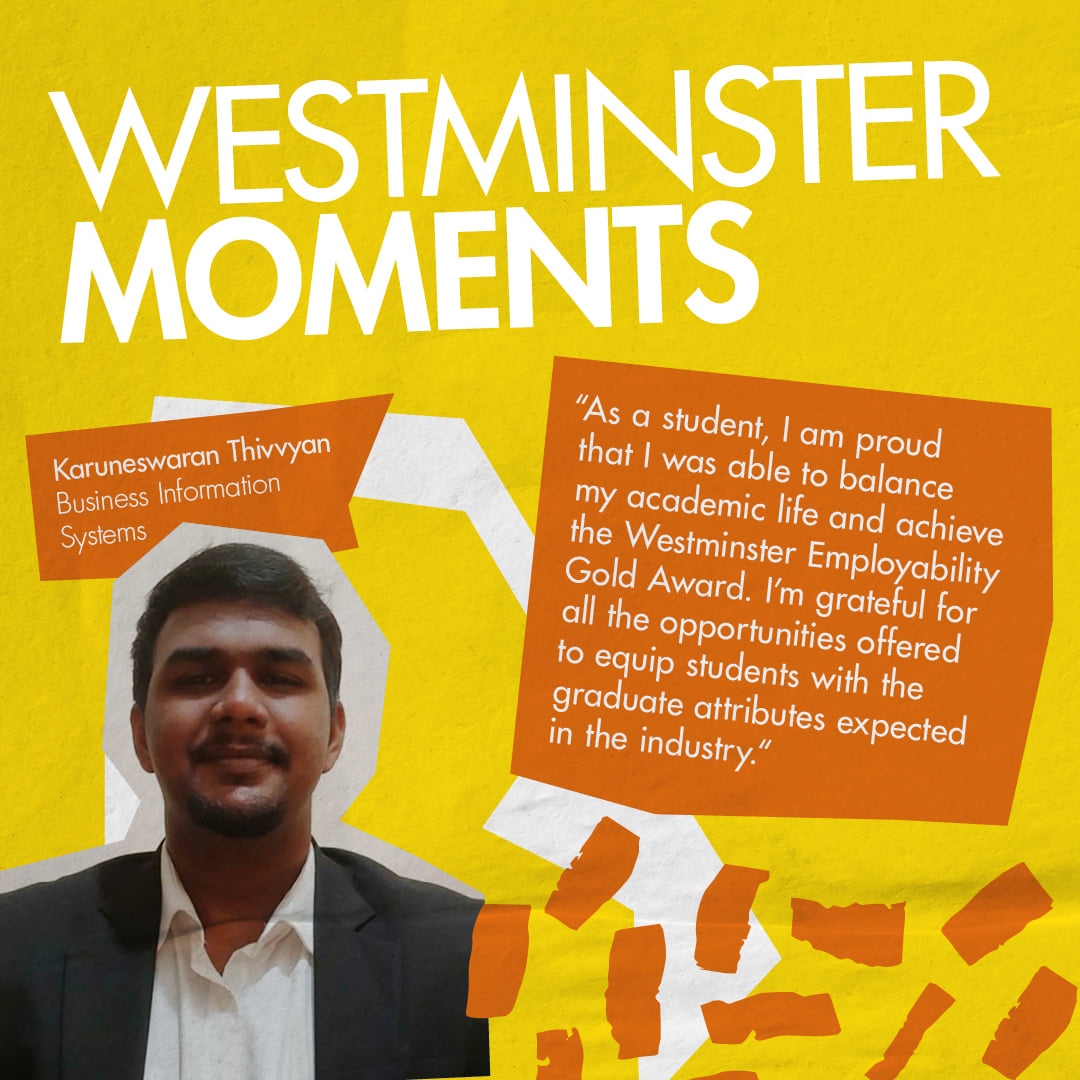 WESTMINSTER
MOMENTS
Karuneswaran Thivvyan
Business Information
Systems
“As a student, I am proud
that I was able to balance
my academic life and achieve
the Westminster Employability
Gold Award. I’m grateful for
all the opportunities offered
to equip students with the
graduate attributes expected
in the industry.“